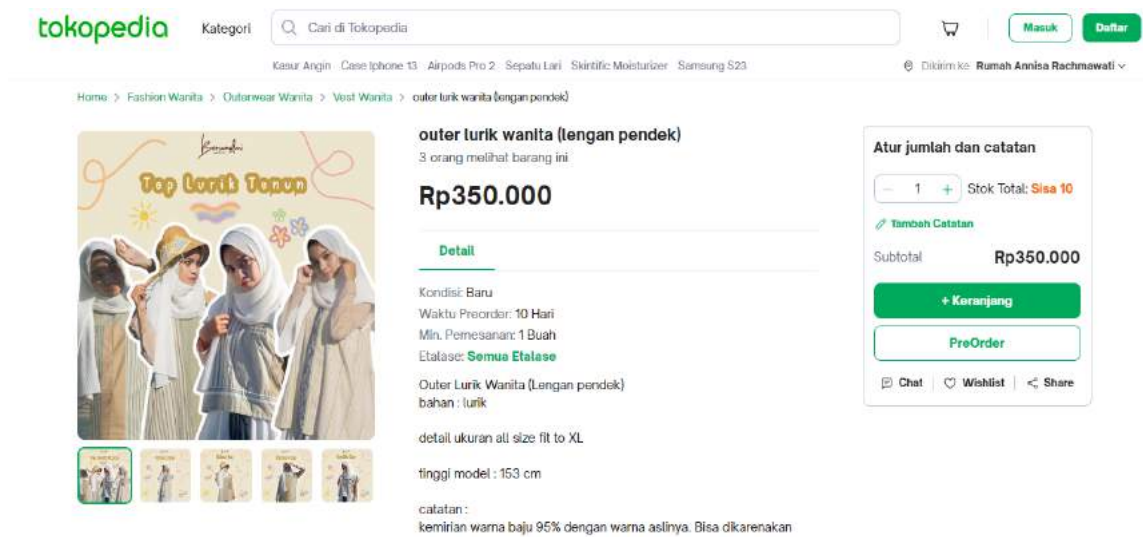 tokopedia
Kategori
Cari di Tokopedia
Masuk
Daftar
Kasur Angin Case Iphone 13 Airpods Pro 2 Sepatu Lari Skintific Moisturizer Samsung S23
Dikirim ke Rumah Annisa Rachmawati
Home > Fashion Wanita > Outerwear Wanita > Vest Wanita > outer lurik wanita (lengan pendek)
Top Lurik Tenun
outer lurik wanita (lengan pendek)
3 orang melihat barang ini
Rp350.000
Detail
Kondisi: Baru
Waktu Preorder: 10 Hari
Min. Pemesanan: 1 Buah
Etalase: Semua Etalase
Outer Lurik Wanita (Lengan pendek)
bahan : lurik
detail ukuran all size fit to XL
tinggi model : 153 cm
catatan :
kemirian warna baju 95% dengan warna aslinya. Bisa dikarenakan
Atur jumlah dan catatan
- 1 + Stok Total: Sisa 10
Tambah Catatan
Subtotal Rp350.000
+ Keranjang
PreOrder
Chat Wishlist Share